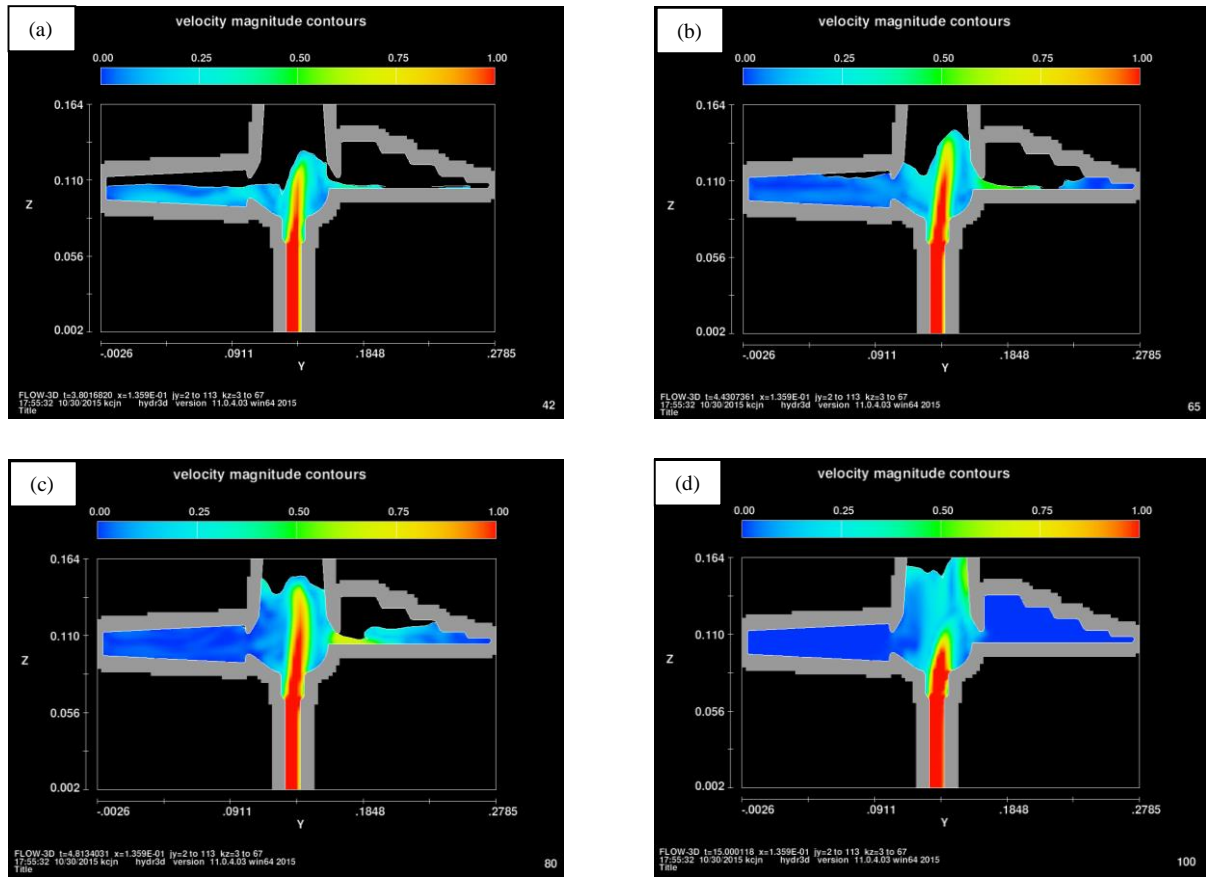 (a)
velocity magnitude contours
0.00 0.25 0.50 0.75 1.00
0.164
0.110
Z
0.056
0.002
-.0026 .0911 .1848 .2785
Y
FLOW-3D t=3.8016820 x=1.359E-01 jy=2 to 113 kz=3 to 67
17:55:32 10/30/2015 kcjn hydr3d version 11.0.4.03 win64 2015
Title 42
(b)
velocity magnitude contours
0.00 0.25 0.50 0.75 1.00
0.164
0.110
Z
0.056
0.002
-.0026 .0911 .1848 .2785
Y
FLOW-3D t=4.4307361 x=1.359E-01 jy=2 to 113 kz=3 to 67
17:55:32 10/30/2015 kcjn hydr3d version 11.0.4.03 win64 2015
Title 65
(c)
velocity magnitude contours
0.00 0.25 0.50 0.75 1.00
0.164
0.110
Z
0.056
0.002
-.0026 .0911 .1848 .2785
Y
FLOW-3D t=4.8134031 x=1.359E-01 jy=2 to 113 kz=3 to 67
17:55:32 10/30/2015 kcjn hydr3d version 11.0.4.03 win64 2015
Title 80
(d)
velocity magnitude contours
0.00 0.25 0.50 0.75 1.00
0.164
0.110
Z
0.056
0.002
-.0026 .0911 .1848 .2785
Y
FLOW-3D t=15.000118 x=1.359E-01 jy=2 to 113 kz=3 to 67
17:55:32 10/30/2015 kcjn hydr3d version 11.0.4.03 win64 2015
Title 100